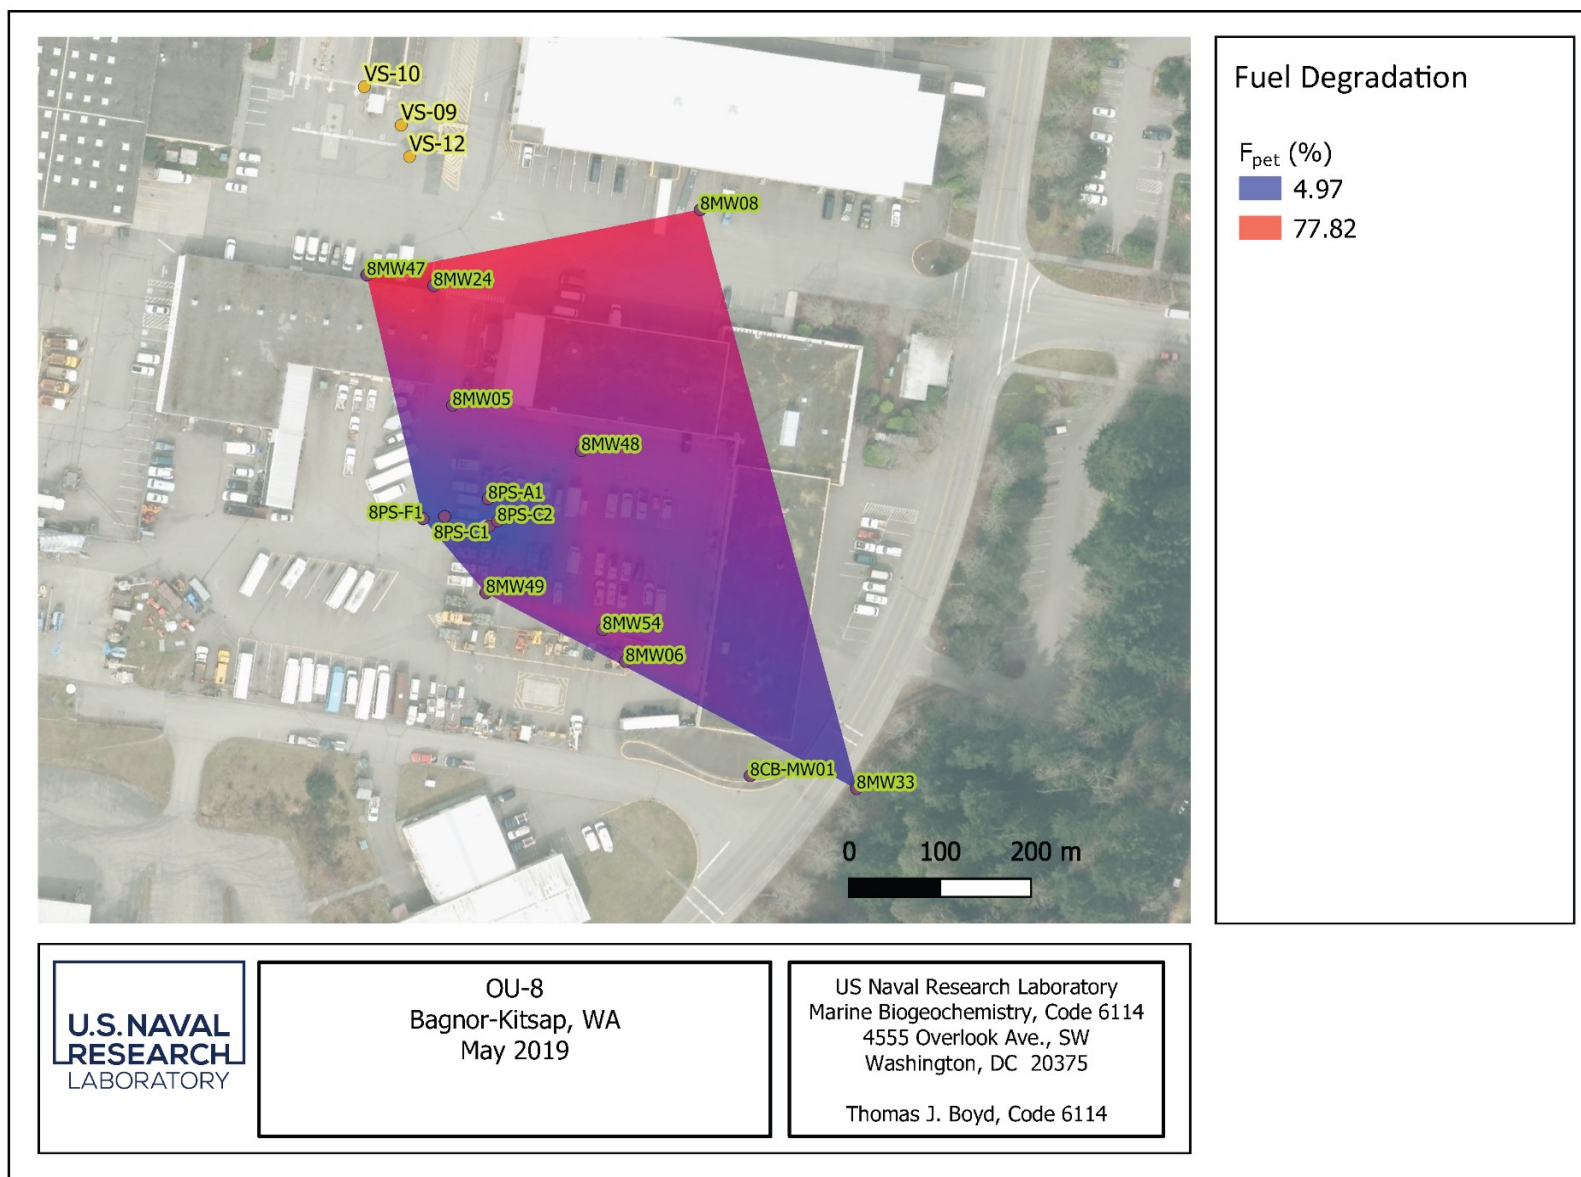 VS-10
VS-09
VS-12
8MW08
8MW47
8MW24
8MW05
8MW48
8PS-A1
8PS-F1
8PS-C2
8PS-C1
8MW49
8MW54
8MW06
8CB-MW01
8MW33
0 100 200 m
Fuel Degradation
Fpet (%)
4.97
77.82
U.S. NAVAL
RESEARCH
LABORATORY
OU-8
Bagnor-Kitsap, WA
May 2019
US Naval Research Laboratory
Marine Biogeochemistry, Code 6114
4555 Overlook Ave., SW
Washington, DC 20375
Thomas J. Boyd, Code 6114